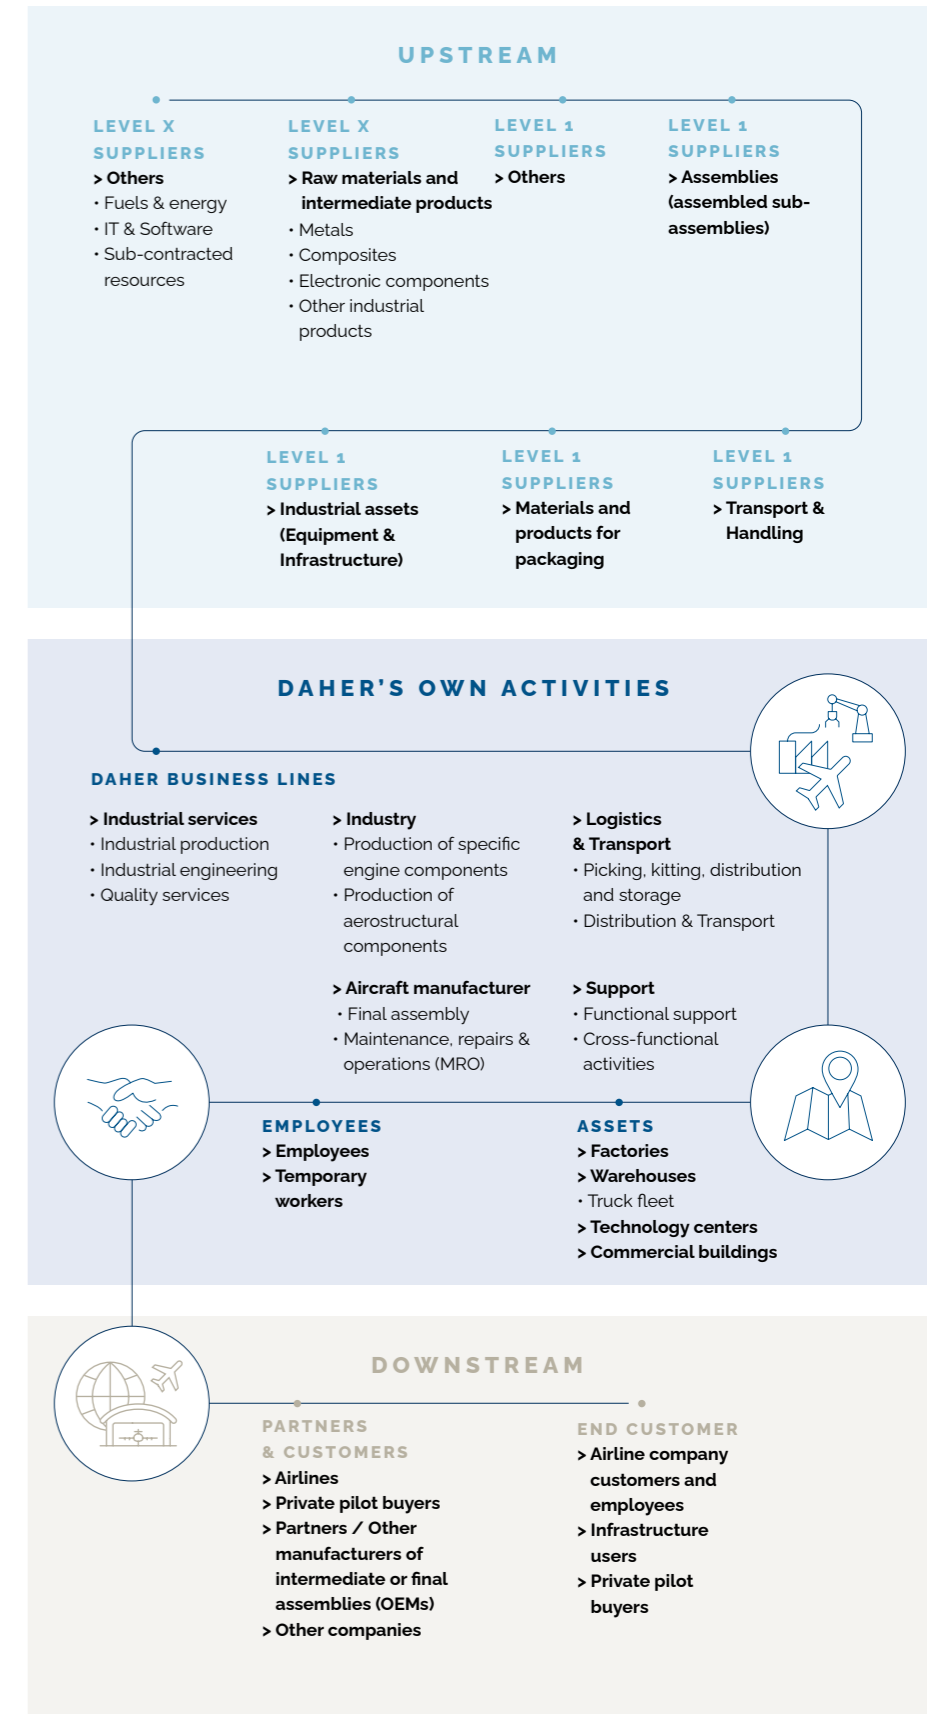 UPSTREAM
LEVEL X
SUPPLIERS
> Others
• Fuels & energy
• IT & Software
• Sub-contracted
resources
LEVEL X
SUPPLIERS
> Raw materials and
intermediate products
• Metals
• Composites
• Electronic components
• Other industrial
products
LEVEL 1
SUPPLIERS
> Others
LEVEL 1
SUPPLIERS
> Assemblies
(assembled sub-
assemblies)
LEVEL 1
SUPPLIERS
> Industrial assets
(Equipment &
Infrastructure)
LEVEL 1
SUPPLIERS
> Materials and
products for
packaging
LEVEL 1
SUPPLIERS
> Transport &
Handling
DAHER'S OWN ACTIVITIES
DAHER BUSINESS LINES
> Industrial services
• Industrial production
• Industrial engineering
• Quality services
> Industry
• Production of specific
engine components
• Production of
aerostructural
components
> Logistics
& Transport
• Picking, kitting, distribution
and storage
• Distribution & Transport
> Aircraft manufacturer
• Final assembly
• Maintenance, repairs &
operations (MRO)
> Support
• Functional support
• Cross-functional
activities
EMPLOYEES
> Employees
> Temporary
workers
ASSETS
> Factories
> Warehouses
• Truck fleet
> Technology centers
> Commercial buildings
DOWNSTREAM
PARTNERS
& CUSTOMERS
> Airlines
> Private pilot buyers
> Partners / Other
manufacturers of
intermediate or final
assemblies (OEMs)
> Other companies
END CUSTOMER
> Airline company
customers and
employees
> Infrastructure
users
> Private pilot
buyers